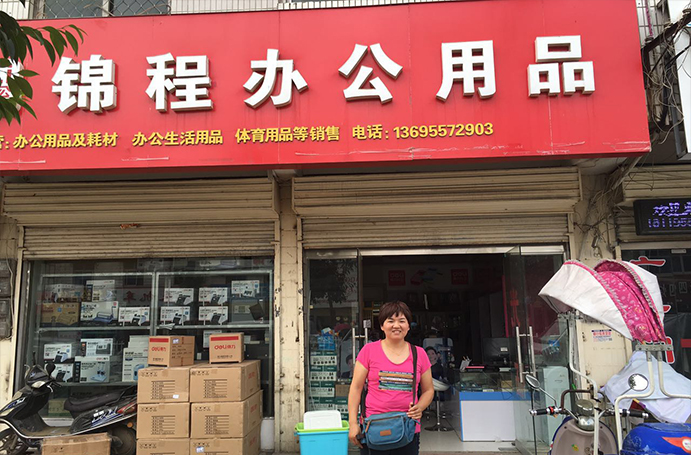 锦程办公用品
办公用品及耗材 办公生活用品 体育用品等销售 电话:13695572903
deli